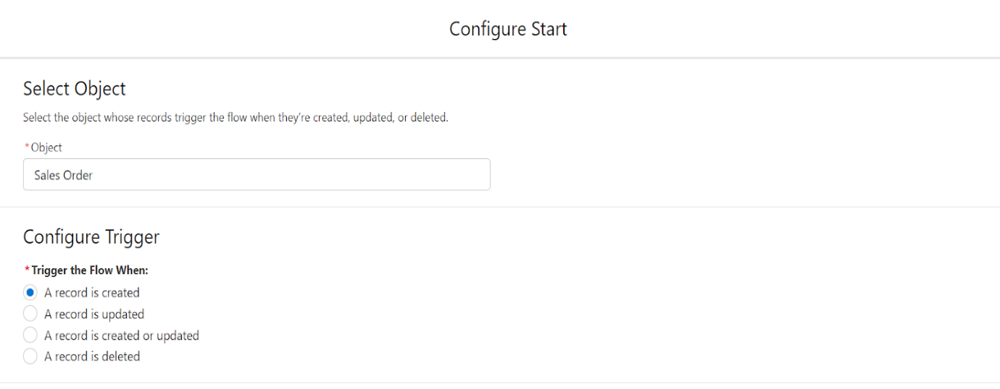 Configure Start
Select Object
Select the object whose records trigger the flow when they're created, updated, or deleted.
*Object
Sales Order
Configure Trigger
*Trigger the Flow When:
A record is created
A record is updated
A record is created or updated
A record is deleted